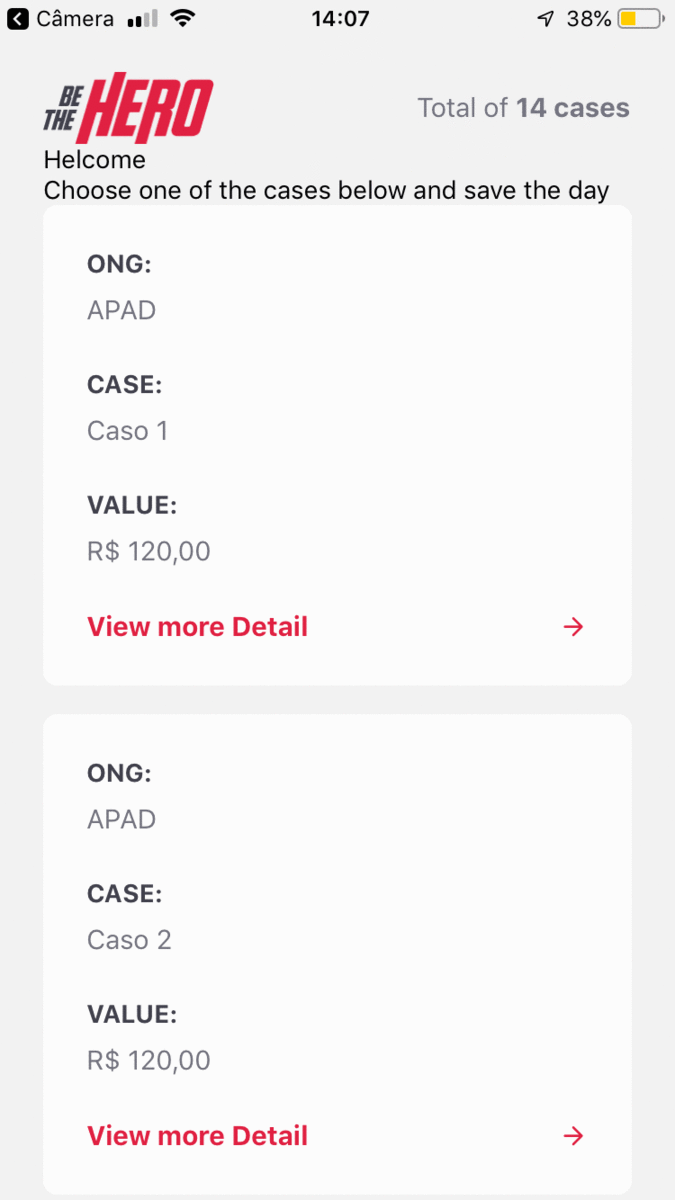 Câmera 14:07 38%
BE THE HERO Total of 14 cases
Helcome
Choose one of the cases below and save the day
ONG:
APAD
CASE:
Caso 1
VALUE:
R$ 120,00
View more Detail
ONG:
APAD
CASE:
Caso 2
VALUE:
R$ 120,00
View more Detail